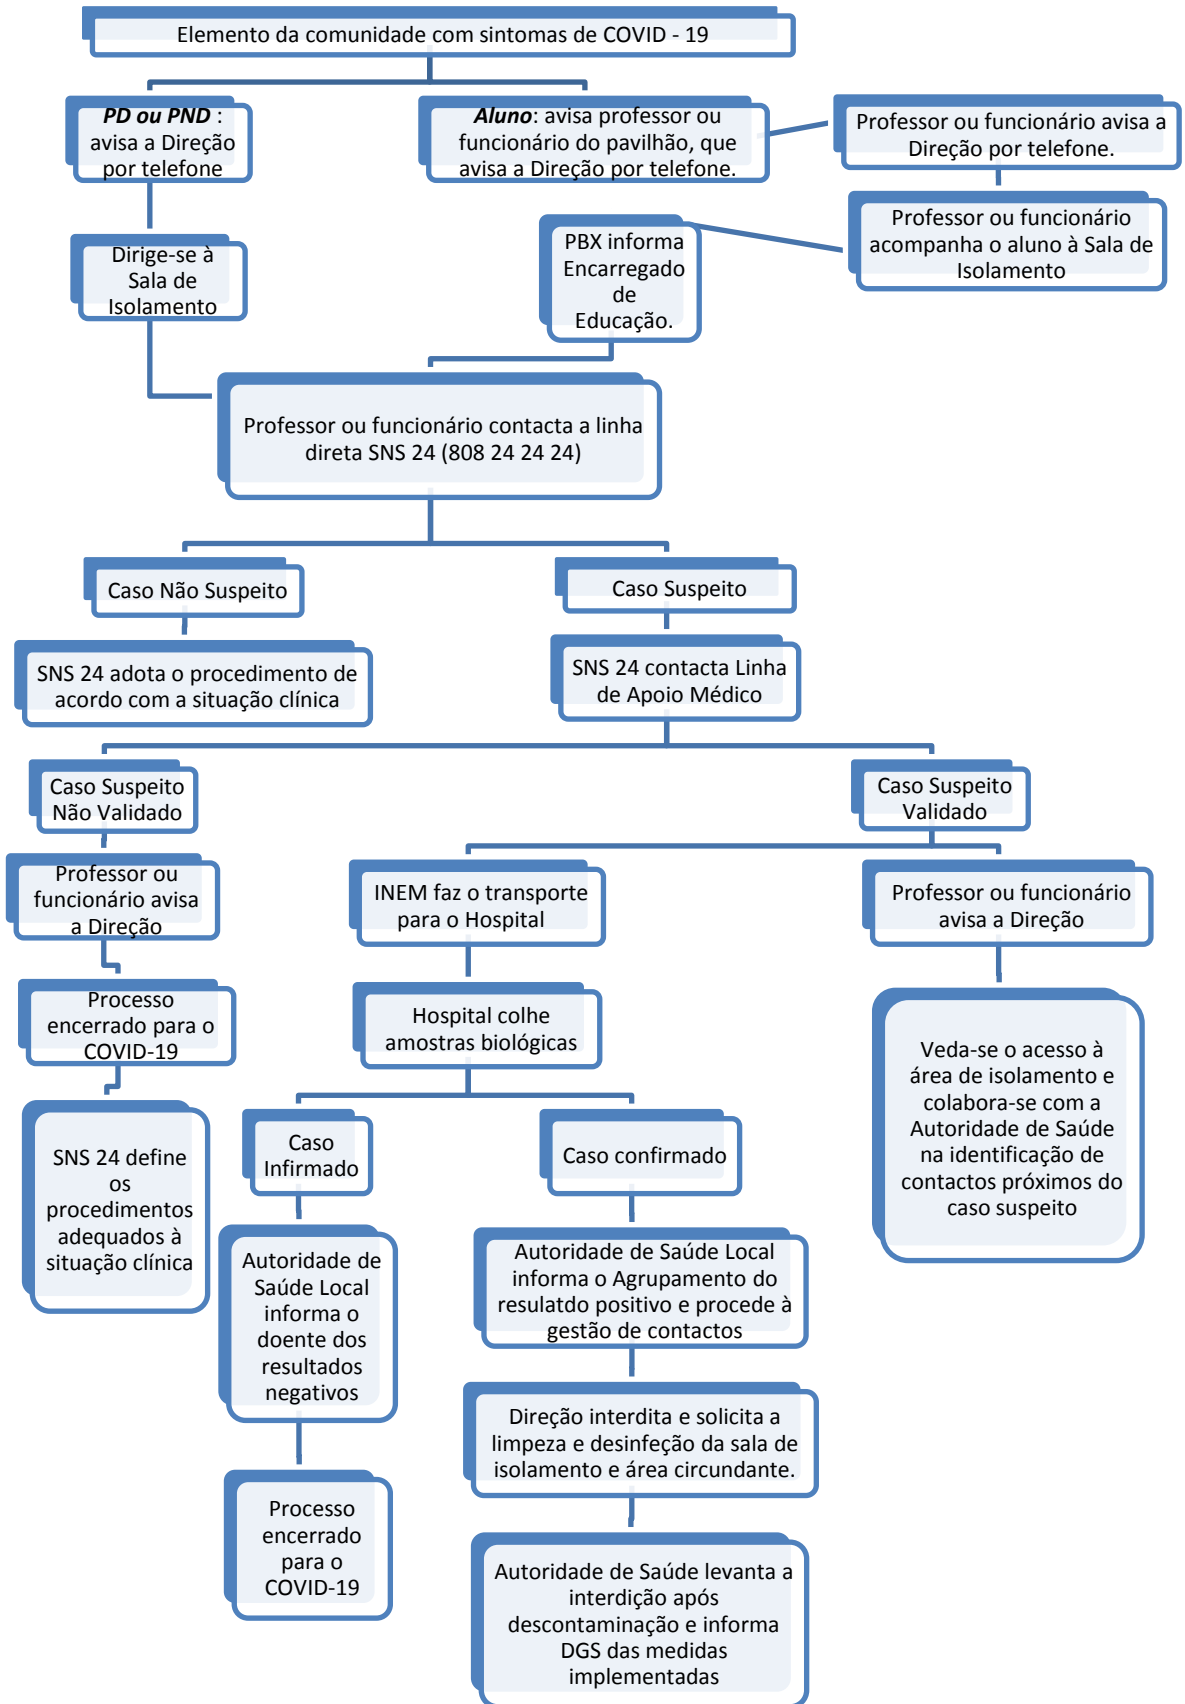 Elemento da comunidade com sintomas de COVID - 19
PD ou PND :
avisa a Direção
por telefone
Aluno: avisa professor ou
funcionário do pavilhão, que
avisa a Direção por telefone.
Professor ou funcionário avisa a
Direção por telefone.
Professor ou funcionário
acompanha o aluno à Sala de
Isolamento
PBX informa
Encarregado
de
Educação.
Dirige-se à
Sala de
Isolamento
Professor ou funcionário contacta a linha
direta SNS 24 (808 24 24 24)
Caso Não Suspeito
Caso Suspeito
SNS 24 adota o procedimento de
acordo com a situação clínica
SNS 24 contacta Linha
de Apoio Médico
Caso Suspeito
Não Validado
Caso Suspeito
Validado
Professor ou
funcionário avisa
a Direção
INEM faz o transporte
para o Hospital
Professor ou funcionário
avisa a Direção
Processo
encerrado para o
COVID-19
Hospital colhe
amostras biológicas
Veda-se o acesso à
área de isolamento e
colabora-se com a
Autoridade de Saúde
na identificação de
contactos próximos do
caso suspeito
SNS 24 define
os
procedimentos
adequados à
situação clínica
Caso
Infirmado
Caso confirmado
Autoridade de
Saúde Local
informa o
doente dos
resultados
negativos
Autoridade de Saúde Local
informa o Agrupamento do
resulatdo positivo e procede à
gestão de contactos
Direção interdita e solicita a
limpeza e desinfeção da sala de
isolamento e área circundante.
Processo
encerrado
para o
COVID-19
Autoridade de Saúde levanta a
interdição após
descontaminação e informa
DGS das medidas
implementadas